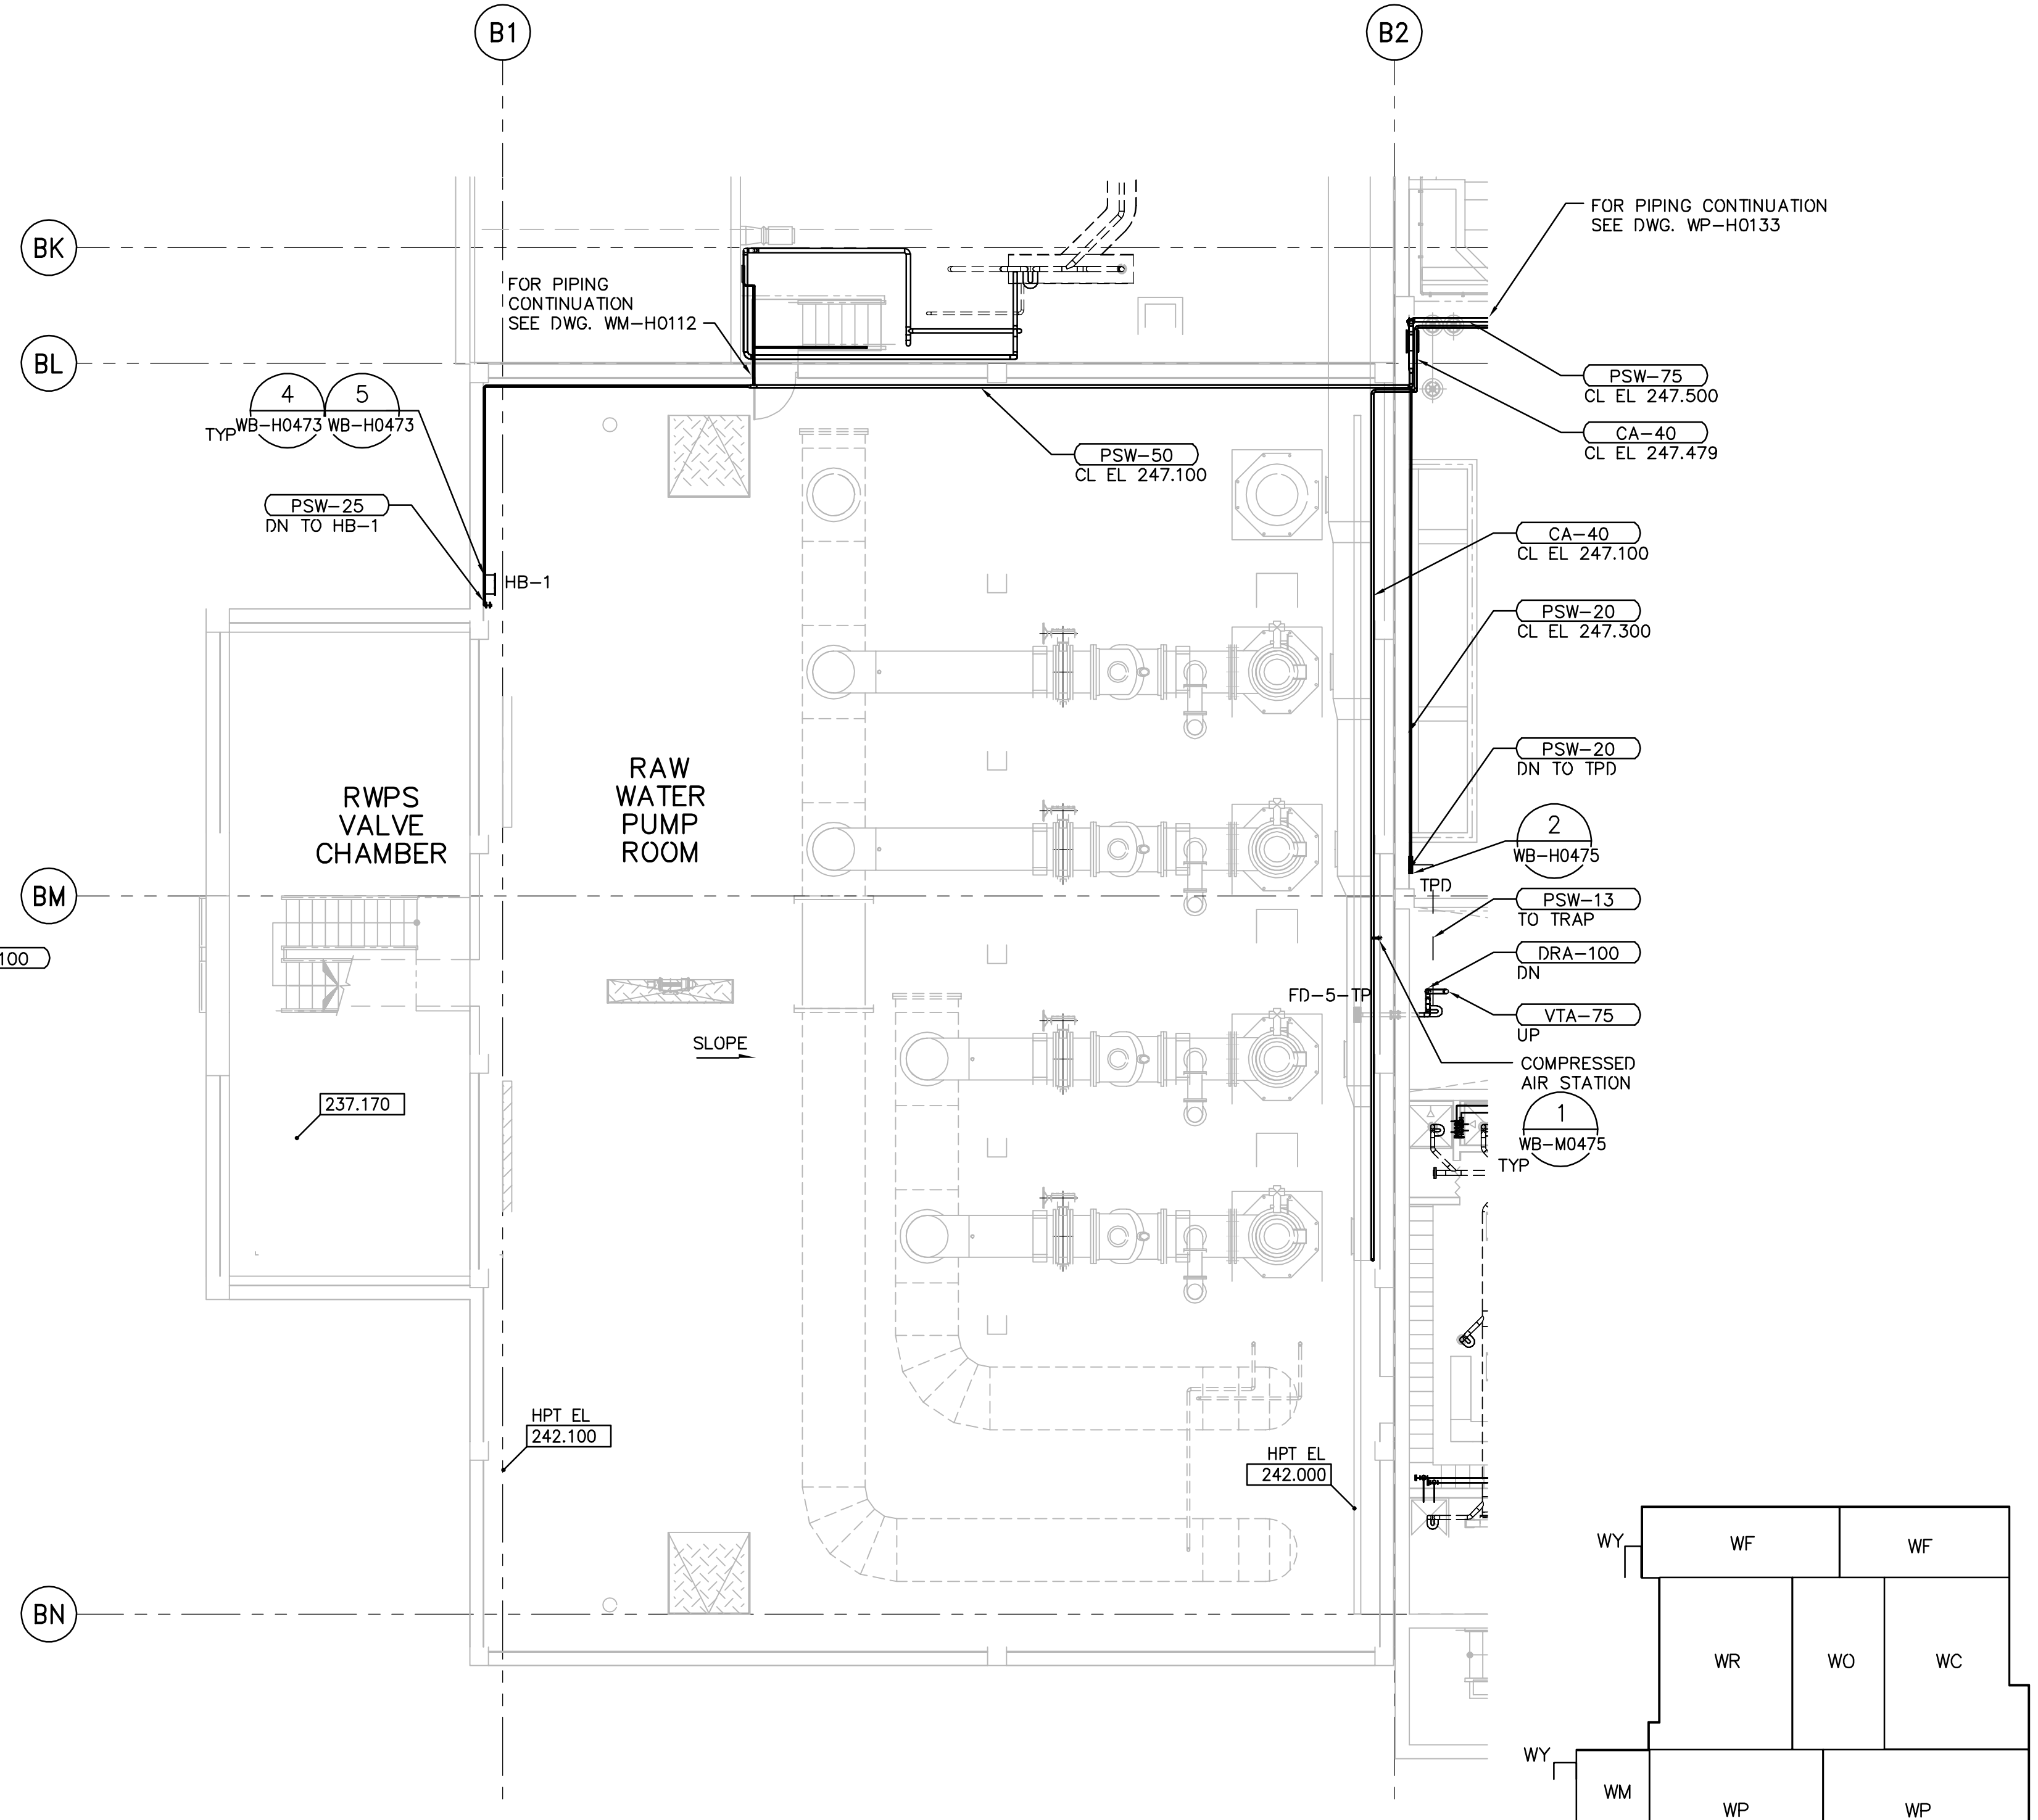 B1
B2
BK
FOR PIPING CONTINUATION
SEE DWG. WP-H0133
FOR PIPING
CONTINUATION
SEE DWG. WM-H0112
BL
4
5
TYP
WB-H0473
WB-H0473
PSW-75
CL EL 247.500
CA-40
CL EL 247.479
PSW-50
CL EL 247.100
PSW-25
DN TO HB-1
CA-40
CL EL 247.100
HB-1
PSW-20
CL EL 247.300
RWPS
VALVE
CHAMBER
RAW
WATER
PUMP
ROOM
PSW-20
DN TO TPD
2
WB-H0475
BM
TPD
PSW-13
TO TRAP
100
DRA-100
DN
FD-5-TP
VTA-75
UP
SLOPE
COMPRESSED
AIR STATION
237.170
1
WB-M0475
TYP
HPT EL
242.100
HPT EL
242.000
BN
WY
WF
WF
WR
WO
WC
WY
WM
WP
WP